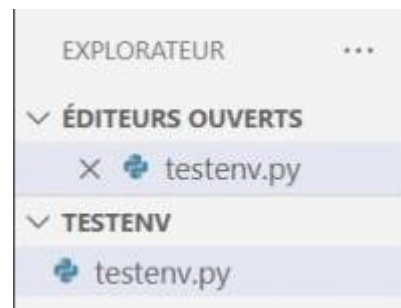 EXPLORATEUR ...
ÉDITEURS OUVERTS
testenv.py
TESTENV
testenv.py